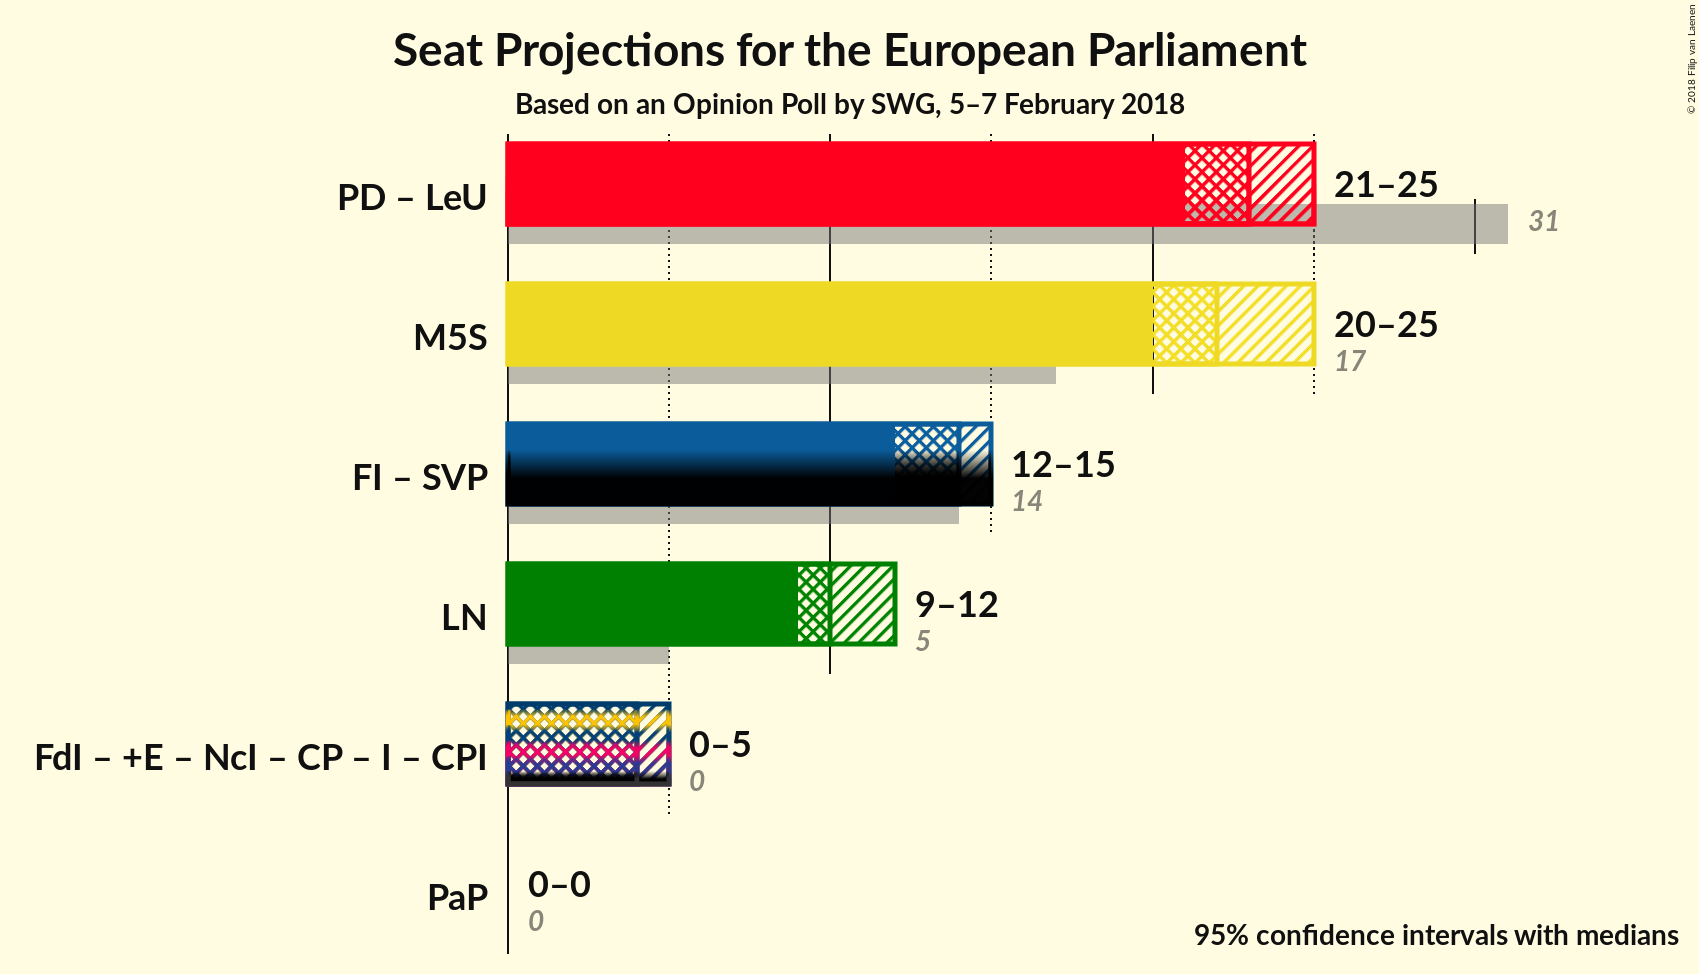 Seat Projections for the European Parliament
Based on an Opinion Poll by SWG, 5–7 February 2018
© 2018 Filip van Laenen
PD – LeU
21–25
31
M5S
20–25
17
FI – SVP
12–15
14
LN
9–12
5
FdI – +E – NcI – CP – I – CPI
0–5
0
PaP
0–0
0
95% confidence intervals with medians